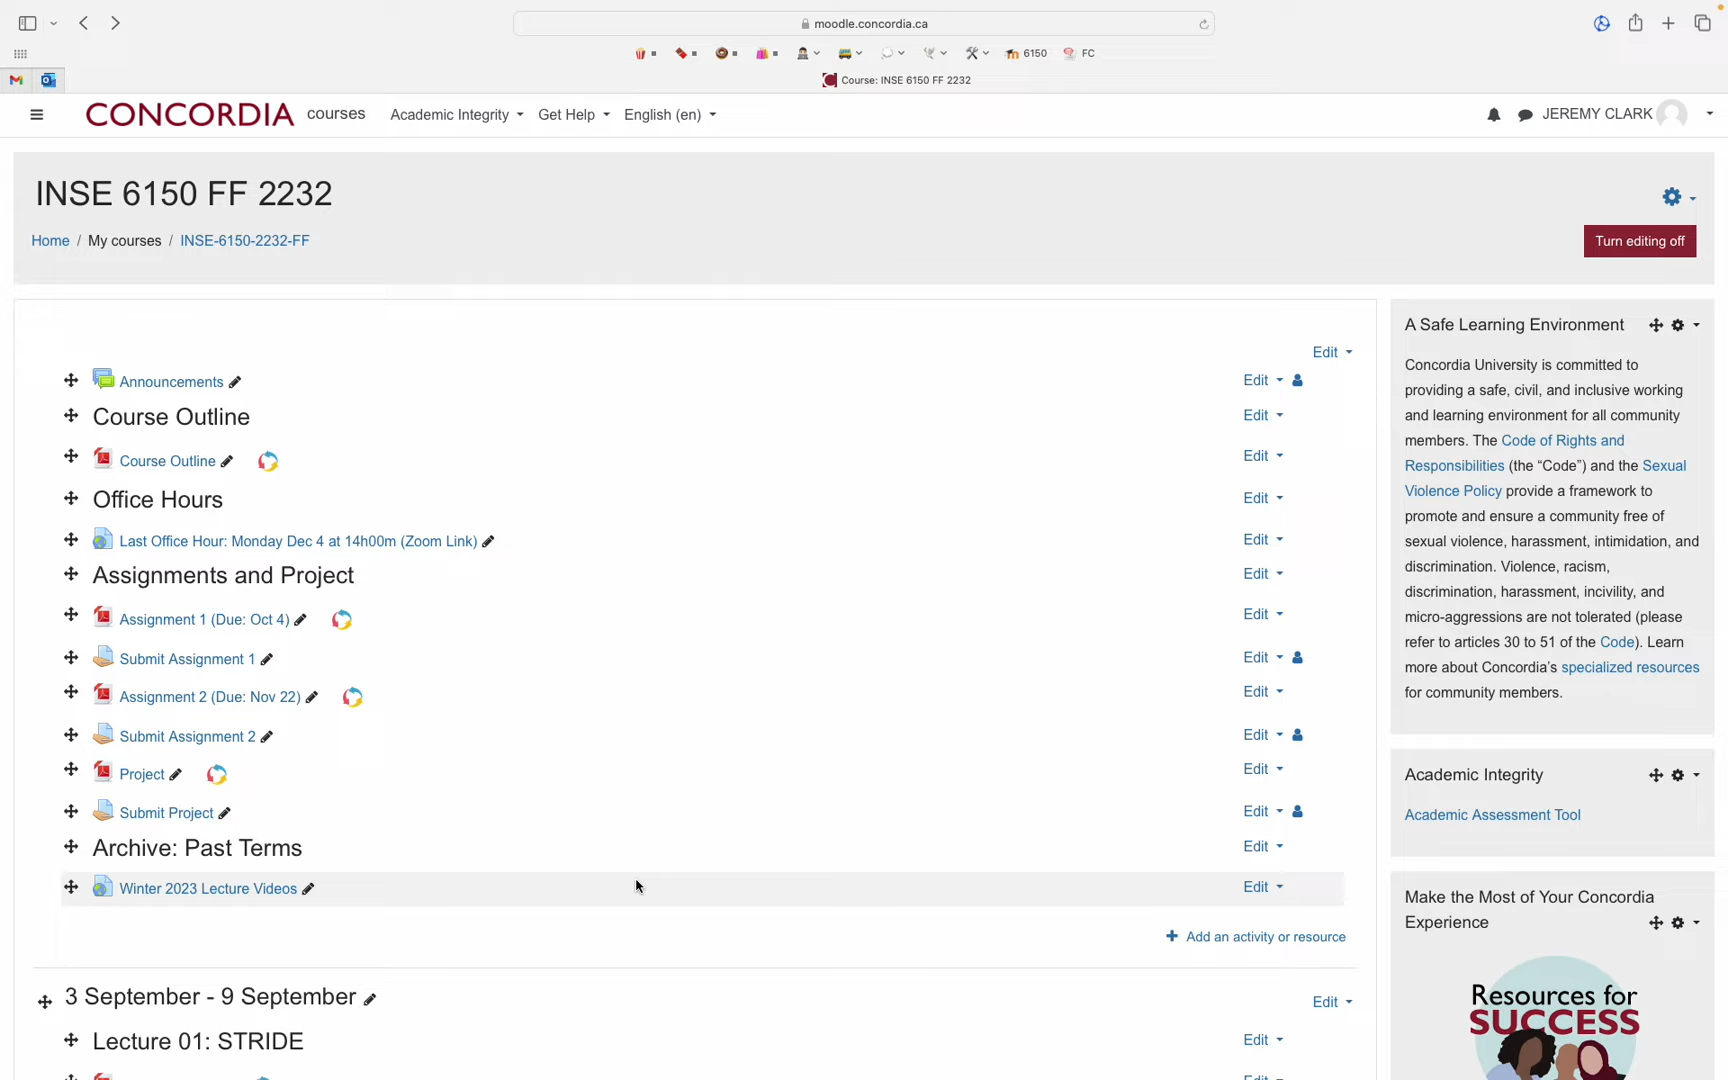 moodle.concordia.ca
6150
FC
Course: INSE 6150 FF 2232
CONCORDIA courses Academic Integrity Get Help English (en) JEREMY CLARK
INSE 6150 FF 2232
Home / My courses / INSE-6150-2232-FF
Turn editing off
Edit
Announcements Edit
Course Outline Edit
Course Outline Edit
Office Hours Edit
Last Office Hour: Monday Dec 4 at 14h00m (Zoom Link) Edit
Assignments and Project Edit
Assignment 1 (Due: Oct 4) Edit
Submit Assignment 1 Edit
Assignment 2 (Due: Nov 22) Edit
Submit Assignment 2 Edit
Project Edit
Submit Project Edit
Archive: Past Terms Edit
Winter 2023 Lecture Videos Edit
Add an activity or resource
3 September - 9 September Edit
Lecture 01: STRIDE Edit
A Safe Learning Environment
Concordia University is committed to
providing a safe, civil, and inclusive working
and learning environment for all community
members. The Code of Rights and
Responsibilities (the “Code”) and the Sexual
Violence Policy provide a framework to
promote and ensure a community free of
sexual violence, harassment, intimidation, and
discrimination. Violence, racism,
discrimination, harassment, incivility, and
micro-aggressions are not tolerated (please
refer to articles 30 to 51 of the Code). Learn
more about Concordia’s specialized resources
for community members.
Academic Integrity
Academic Assessment Tool
Make the Most of Your Concordia
Experience
Resources for
SUCCESS